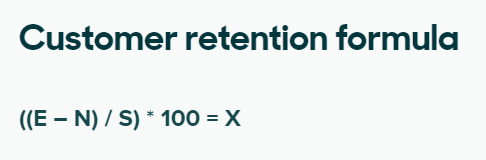 Customer retention formula
((E – N) / S) * 100 = X